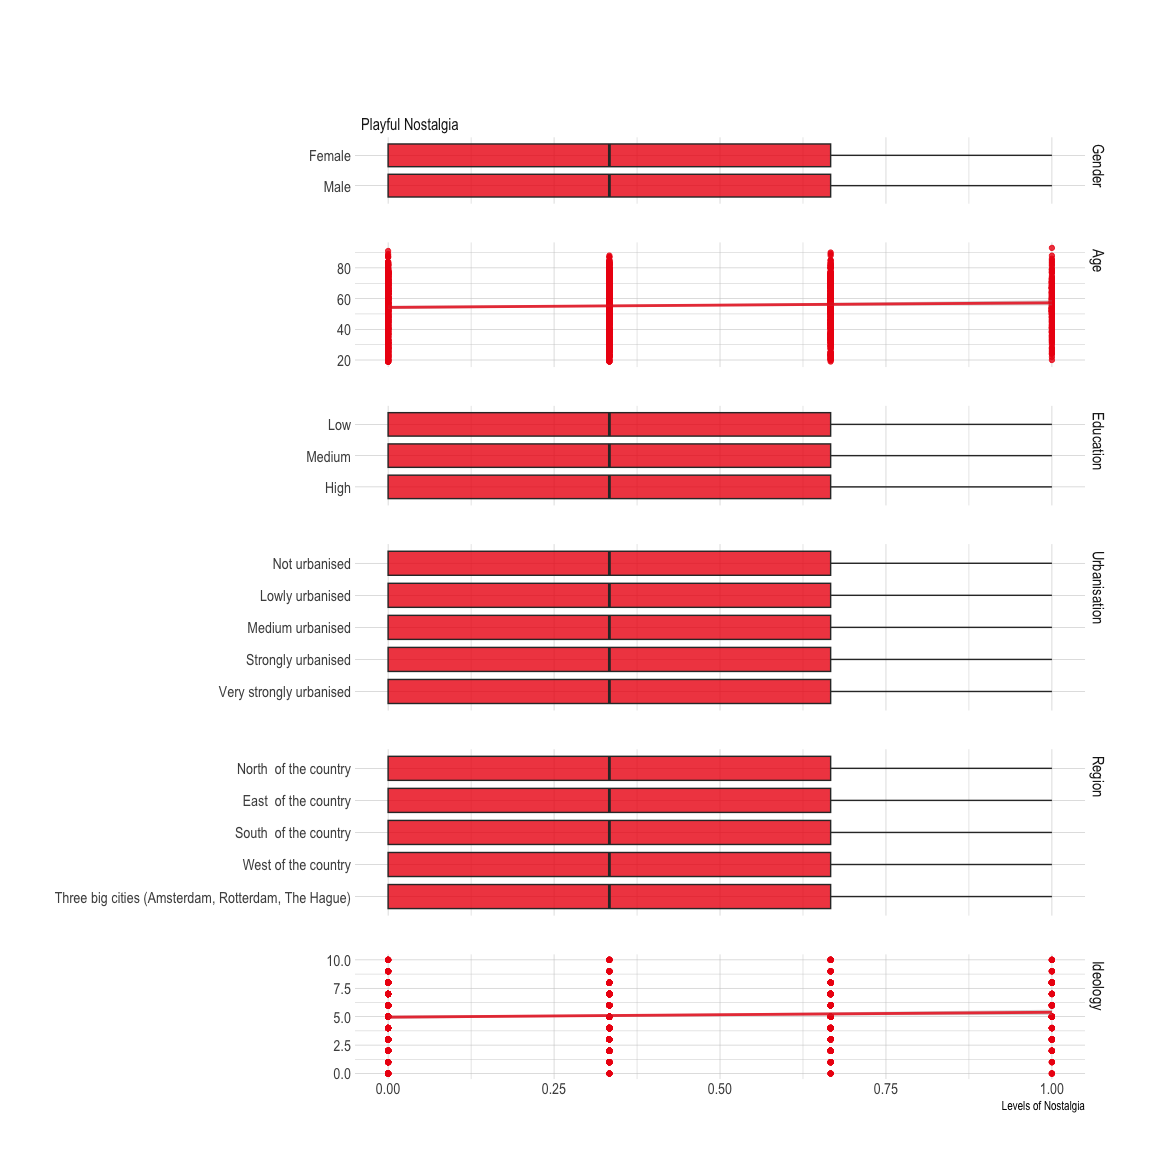 Playful Nostalgia
Female
Male
Gender
80
60
40
20
Age
Low
Medium
High
Education
Not urbanised
Lowly urbanised
Medium urbanised
Strongly urbanised
Very strongly urbanised
Urbanisation
North  of the country
East  of the country
South  of the country
West of the country
Three big cities (Amsterdam, Rotterdam, The Hague)
Region
10.0
7.5
5.0
2.5
0.0
Ideology
0.00 0.25 0.50 0.75 1.00
Levels of Nostalgia